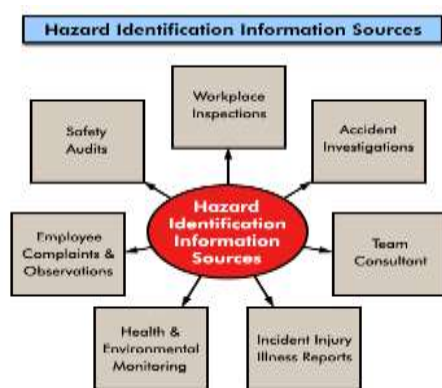 Hazard Identification Information Sources
Workplace
Inspections
Safety
Audits
Accident
Investigations
Hazard
Identification
Information
Sources
Employee
Complaints &
Observations
Team
Consultant
Health &
Environmental
Monitoring
Incident Injury
Illness Reports